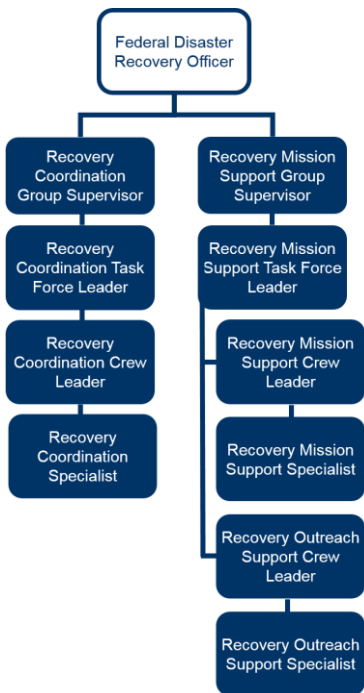 Federal Disaster
Recovery Officer
Recovery
Coordination
Group Supervisor
Recovery
Coordination Task
Force Leader
Recovery
Coordination Crew
Leader
Recovery
Coordination
Specialist
Recovery Mission
Support Group
Supervisor
Recovery Mission
Support Task Force
Leader
Recovery Mission
Support Crew
Leader
Recovery Mission
Support Specialist
Recovery Outreach
Support Crew
Leader
Recovery Outreach
Support Specialist